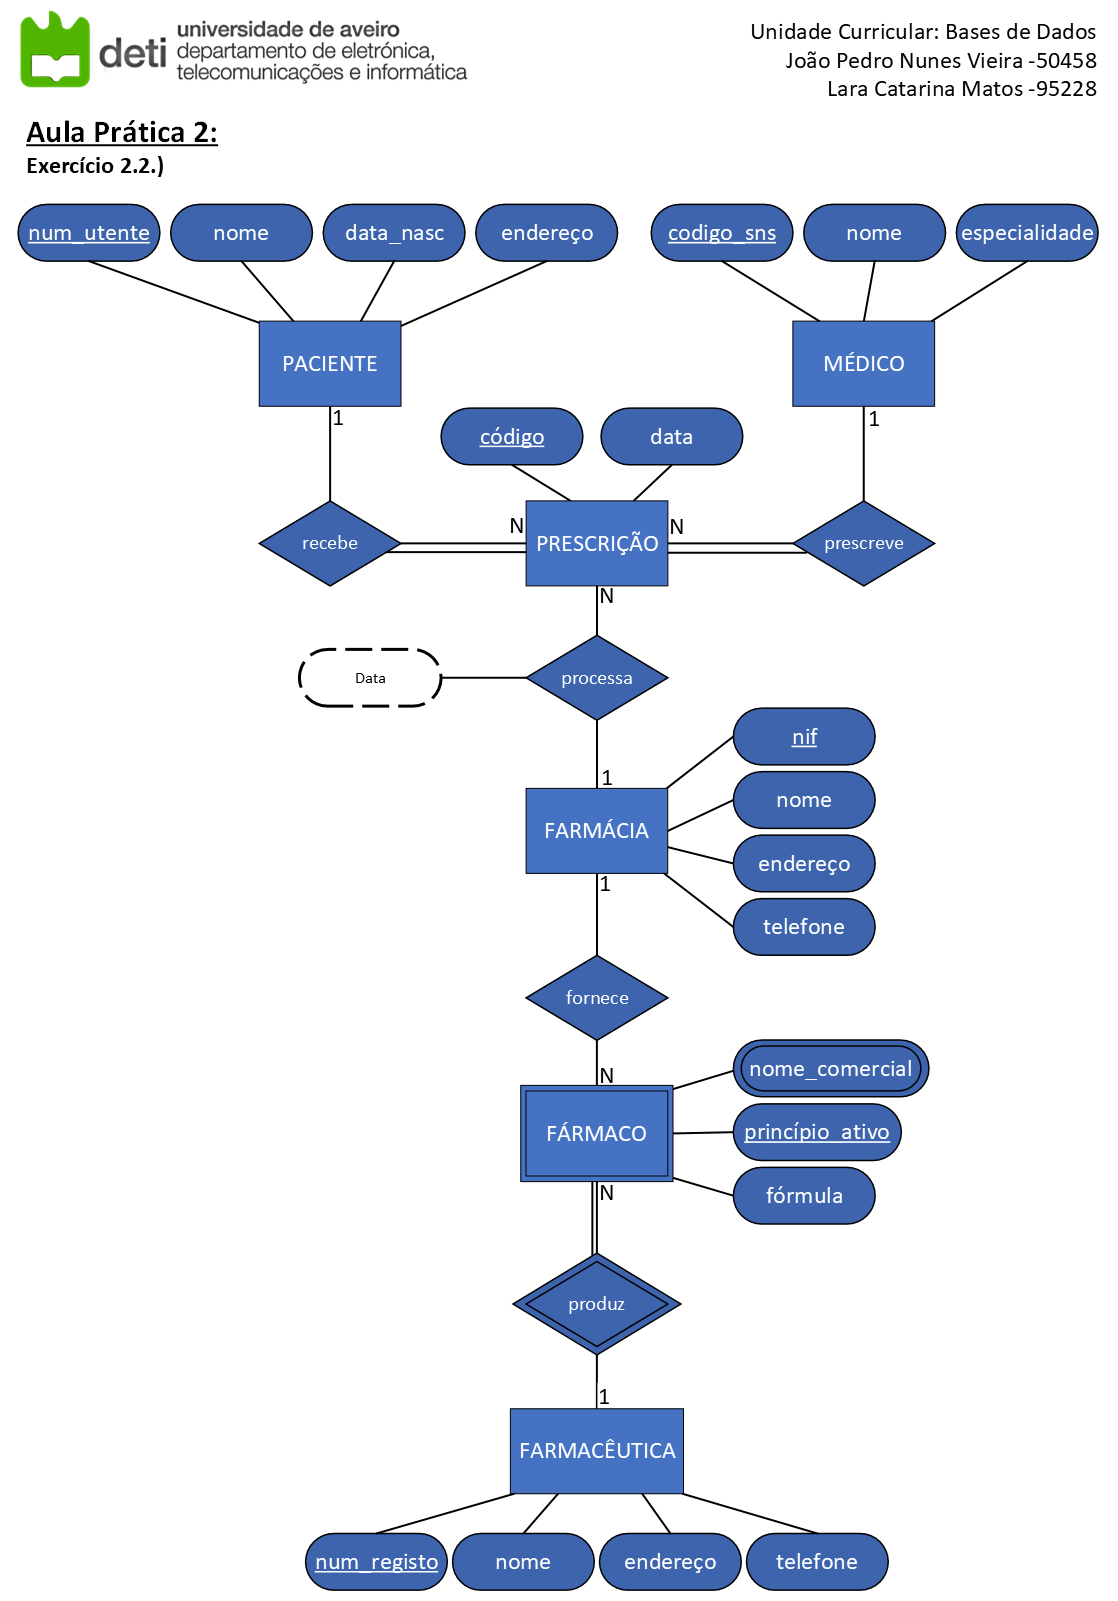 deti
universidade de aveiro
departamento de eletrónica,
telecomunicações e informática
Unidade Curricular: Bases de Dados
João Pedro Nunes Vieira -50458
Lara Catarina Matos -95228
Aula Prática 2:
Exercício 2.2.)
num_utente
nome
data_nasc
endereço
codigo_sns
nome
especialidade
PACIENTE
MÉDICO
1
1
código
data
recebe
N
PRESCRIÇÃO
N
prescreve
N
Data
processa
1
FARMÁCIA
nif
nome
endereço
telefone
1
fornece
N
FÁRMACO
nome_comercial
princípio_ativo
fórmula
N
produz
1
FARMACÊUTICA
num_registo
nome
endereço
telefone